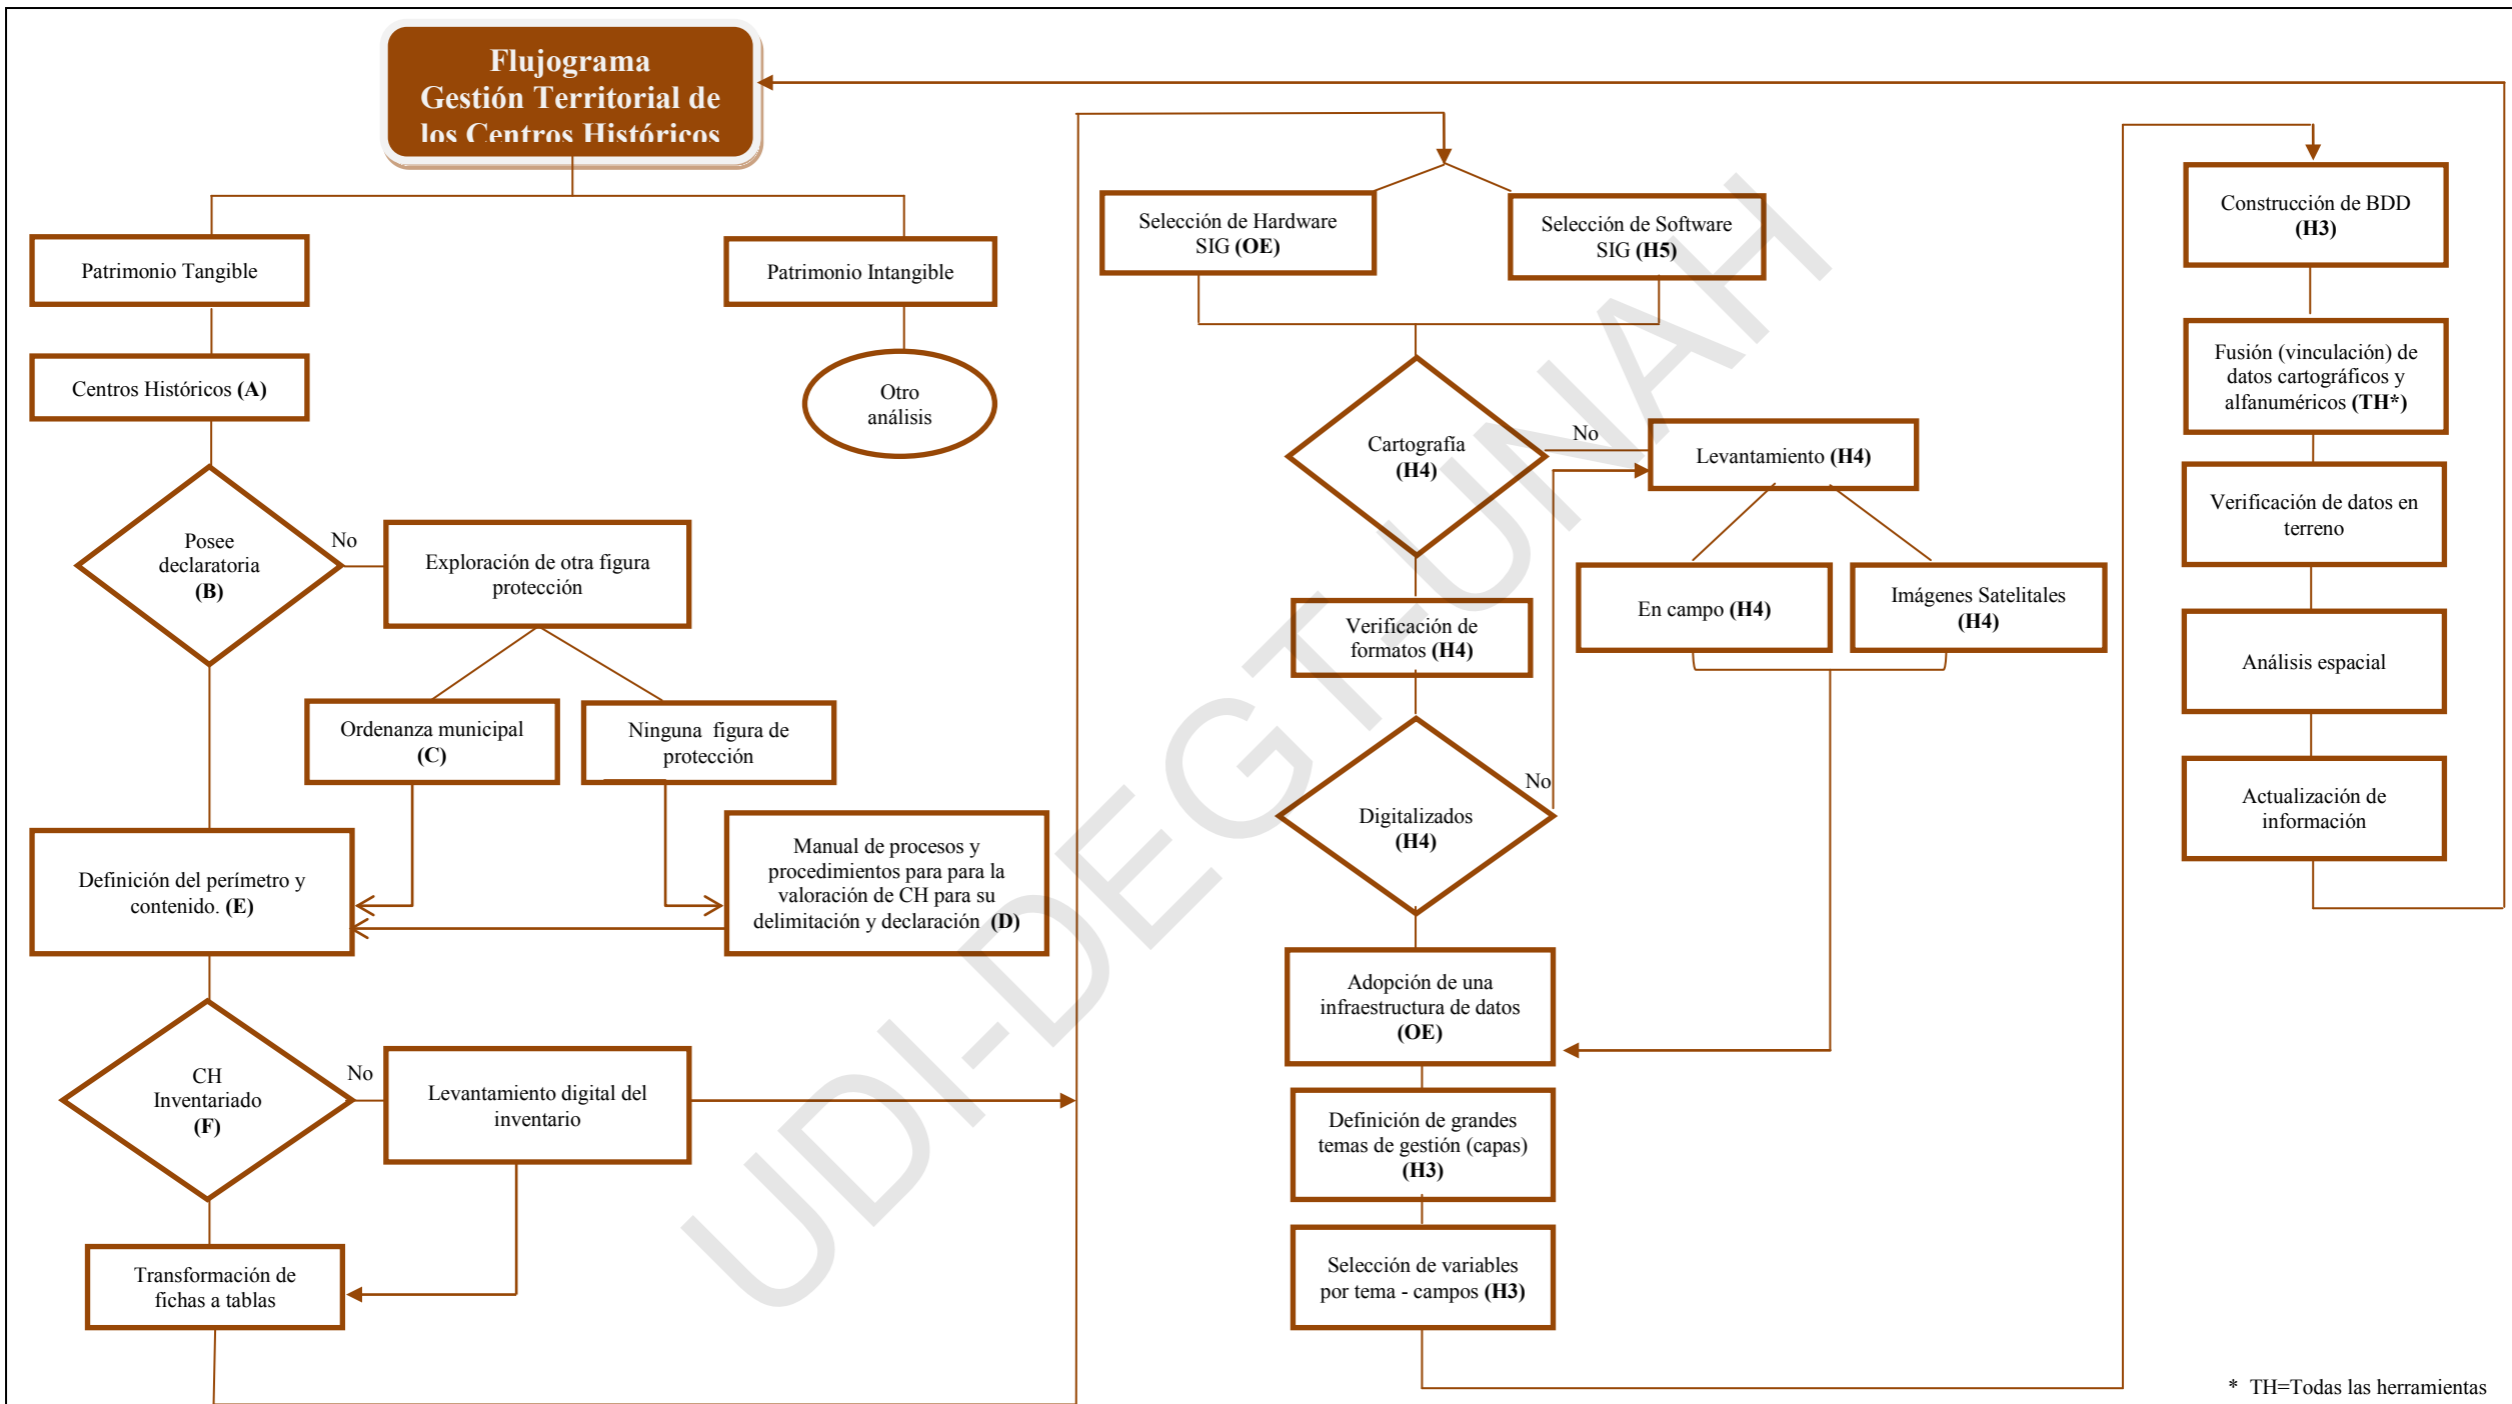 Flujograma
Gestión Territorial de
los Centros Históricos
Patrimonio Tangible
Patrimonio Intangible
Centros Históricos (A)
Otro
análisis
Posee
declaratoria
(B)
No
Exploración de otra figura
protección
Ordenanza municipal
(C)
Ninguna figura de
protección
Definición del perímetro y
contenido. (E)
Manual de procesos y
procedimientos para para la
valoración de CH para su
delimitación y declaración (D)
CH
Inventariado
(F)
No
Levantamiento digital del
inventario
Transformación de
fichas a tablas
Selección de Hardware
SIG (OE)
Selección de Software
SIG (H5)
Cartografía
(H4)
No
Levantamiento (H4)
En campo (H4)
Imágenes Satelitales
(H4)
Verificación de
formatos (H4)
Digitalizados
(H4)
No
Adopción de una
infraestructura de datos
(OE)
Definición de grandes
temas de gestión (capas)
(H3)
Selección de variables
por tema - campos (H3)
Construcción de BDD
(H3)
Fusión (vinculación) de
datos cartográficos y
alfanuméricos (TH*)
Verificación de datos en
terreno
Análisis espacial
Actualización de
información
* TH=Todas las herramientas
UDI-DEGT-UNAH